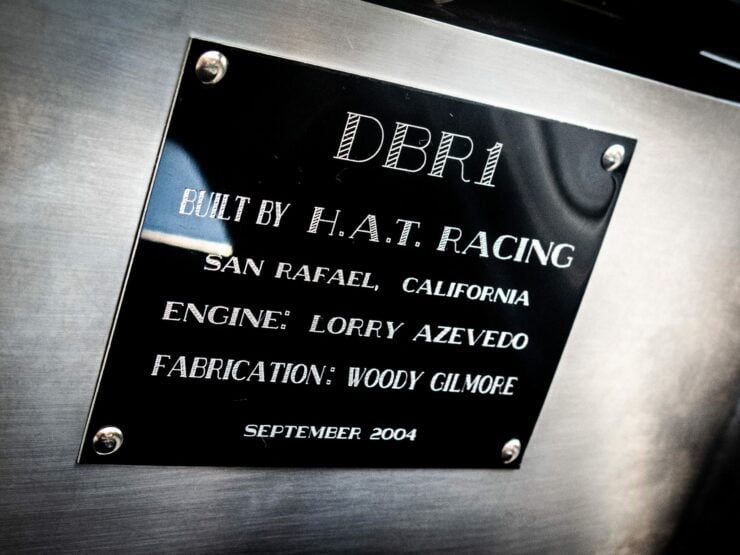 DBR1
BUILT BY H.A.T. RACING
SAN RAFAEL, CALIFORNIA
ENGINE: LORRY AZEVEDO
FABRICATION: WOODY GILMORE
SEPTEMBER 2004